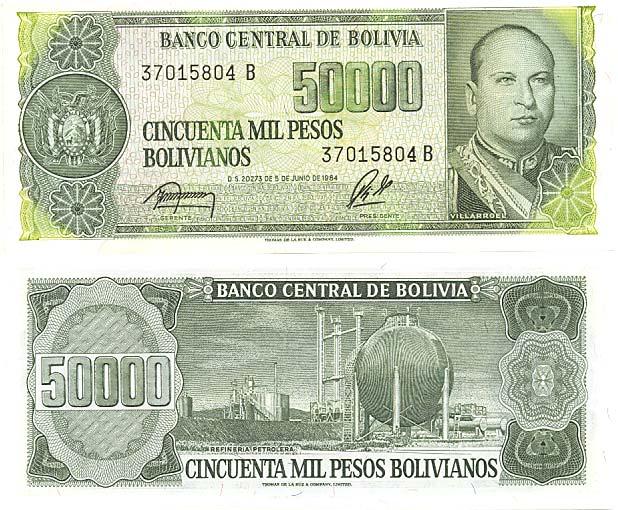 BANCO CENTRAL DE BOLIVIA
37015804 B
50000
CINCUENTA MIL PESOS
BOLIVIANOS
37015804 B
D.S. 20273 DE 5 DE JUNIO DE 1984
GERENTE
PRESIDENTE
VILLARROEL
THOMAS DE LA RUE & COMPANY, LIMITED.
BANCO CENTRAL DE BOLIVIA
50000
REFINERIA PETROLERA
CINCUENTA MIL PESOS BOLIVIANOS
THOMAS DE LA RUE & COMPANY, LIMITED.